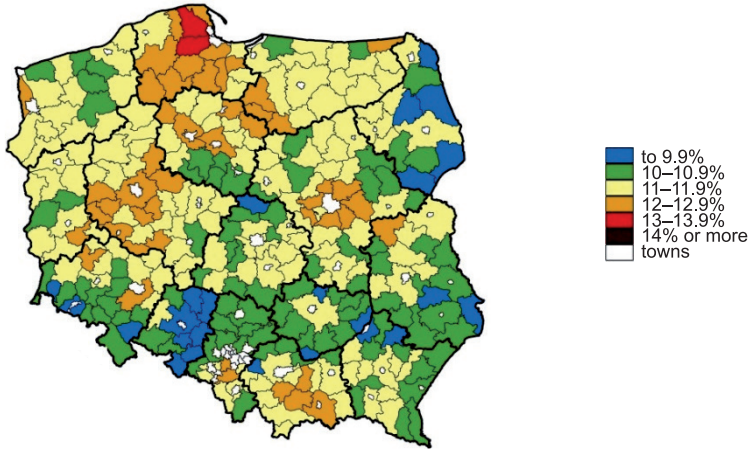 to 9.9%
10–10.9%
11–11.9%
12–12.9%
13–13.9%
14% or more
towns